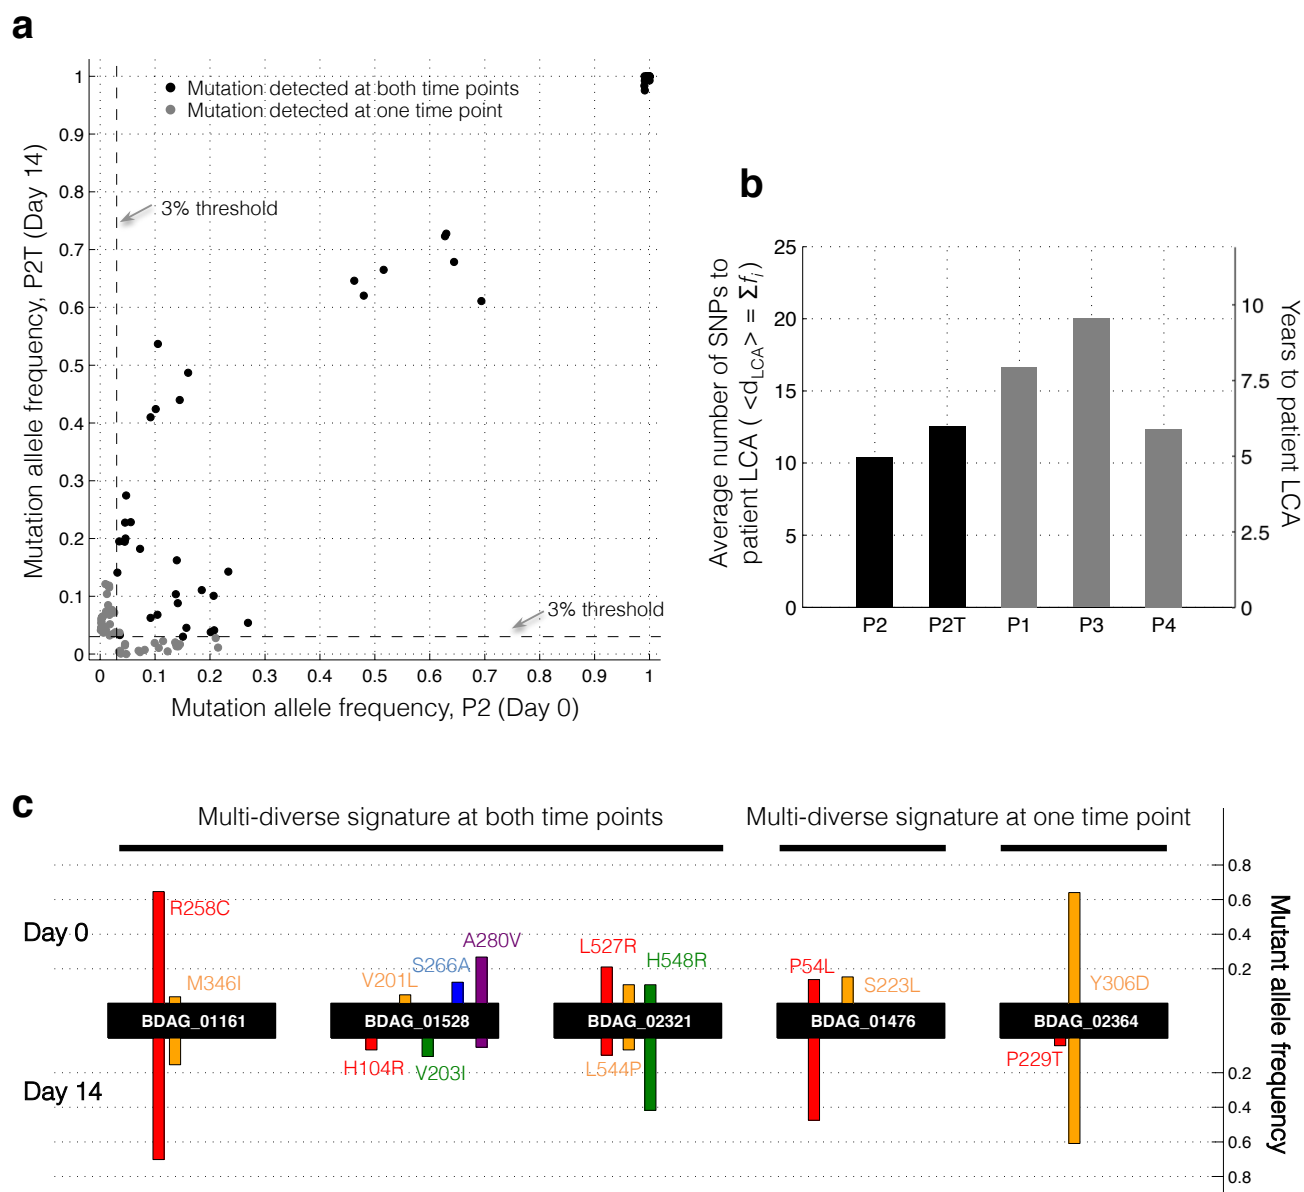 a
1
0.9
0.8
0.7
0.6
0.5
0.4
0.3
0.2
0.1
0
Mutation allele frequency, P2T (Day 14)
Mutation detected at both time points
Mutation detected at one time point
3% threshold
3% threshold
0 0.1 0.2 0.3 0.4 0.5 0.6 0.7 0.8 0.9 1
Mutation allele frequency, P2 (Day 0)
b
Average number of SNPs to
patient LCA ( <d_LCA> = Σf_i)
25
20
15
10
5
0
P2 P2T P1 P3 P4
10
7.5
5
2.5
0
Years to patient LCA
c
Multi-diverse signature at both time points
Multi-diverse signature at one time point
Day 0
Day 14
R258C
M346I
BDAG_01161
V201L
S266A
A280V
BDAG_01528
H104R
V203I
L527R
H548R
BDAG_02321
L544P
P54L
S223L
BDAG_01476
Y306D
BDAG_02364
P229T
0.8
0.6
0.4
0.2
0.2
0.4
0.6
0.8
Mutant allele frequency